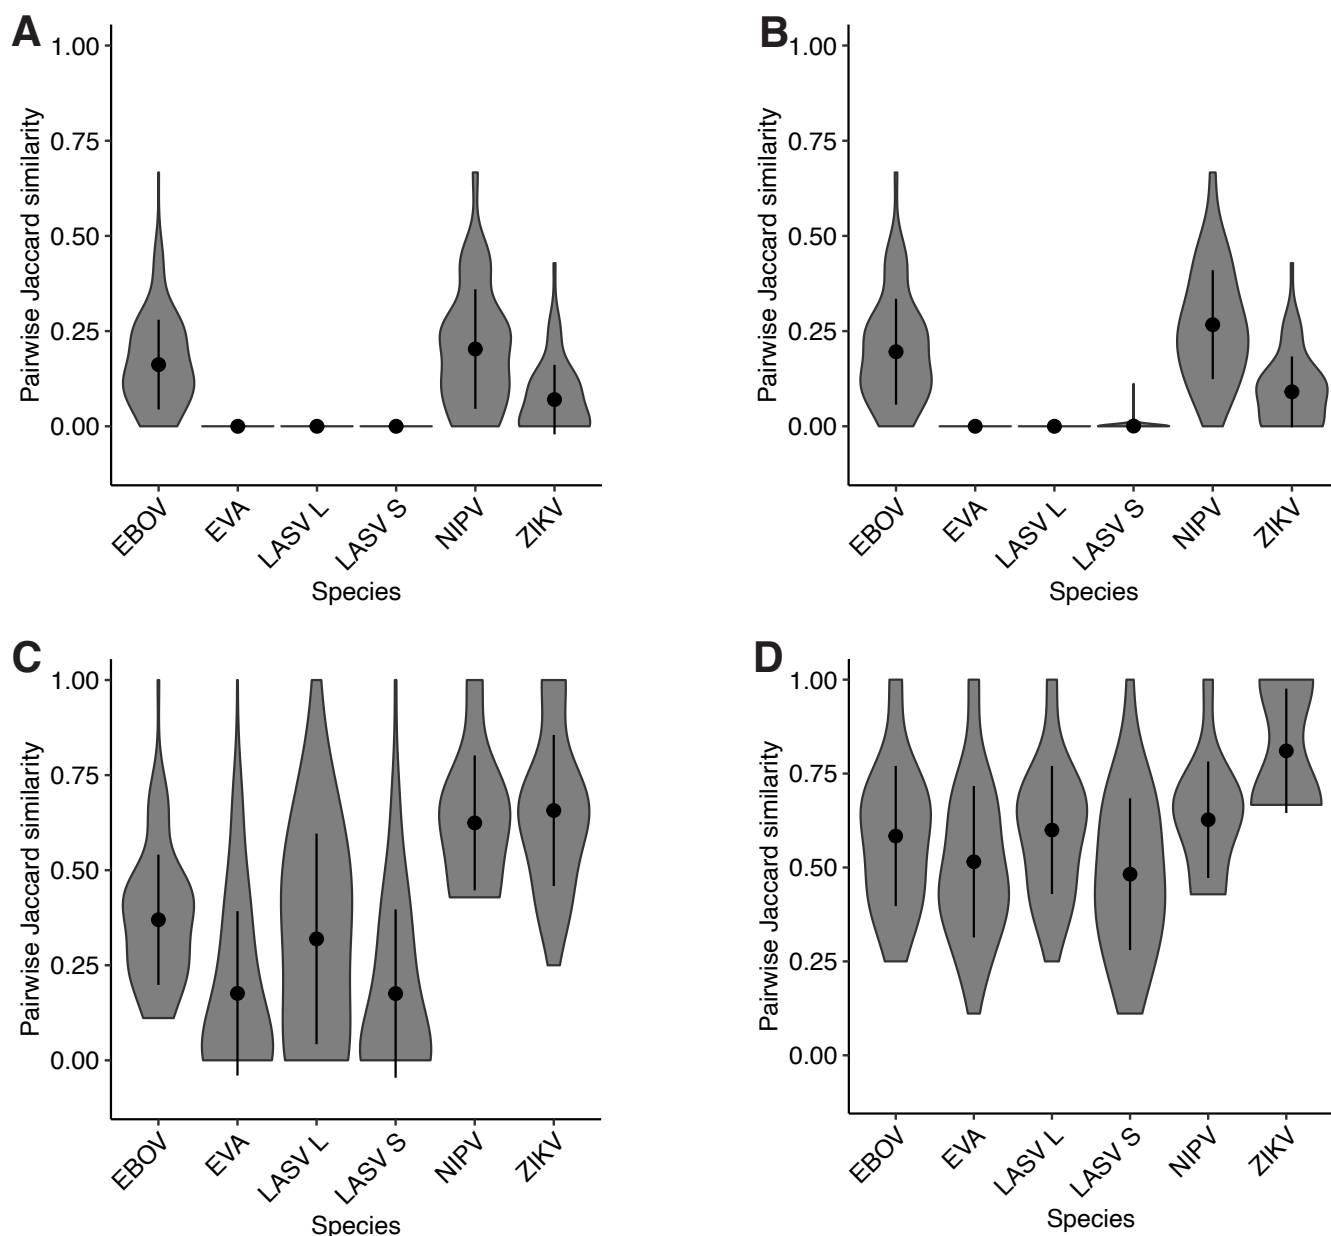 A
Pairwise Jaccard similarity
1.00
0.75
0.50
0.25
0.00
EBOV
EVA
LASV L
LASV S
NIPV
ZIKV
Species
B
Pairwise Jaccard similarity
1.00
0.75
0.50
0.25
0.00
EBOV
EVA
LASV L
LASV S
NIPV
ZIKV
Species
C
Pairwise Jaccard similarity
1.00
0.75
0.50
0.25
0.00
EBOV
EVA
LASV L
LASV S
NIPV
ZIKV
Species
D
Pairwise Jaccard similarity
1.00
0.75
0.50
0.25
0.00
EBOV
EVA
LASV L
LASV S
NIPV
ZIKV
Species